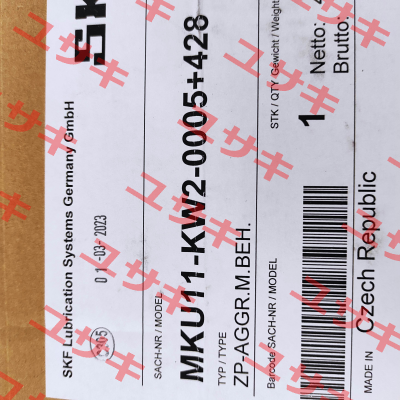 SKF
SKF Lubrication Systems Germany GmbH
01-03-2023
C205
SACH-NR / MODEL
MKU11-KW2-0005+428
TYP / TYPE
ZP-AGGR.M.BEH.
Barcode SACH-NR / MODEL
STK / QTY Gewicht / Weight
1
Netto:
Brutto:
MADE IN
Czech Republic
ユサキ